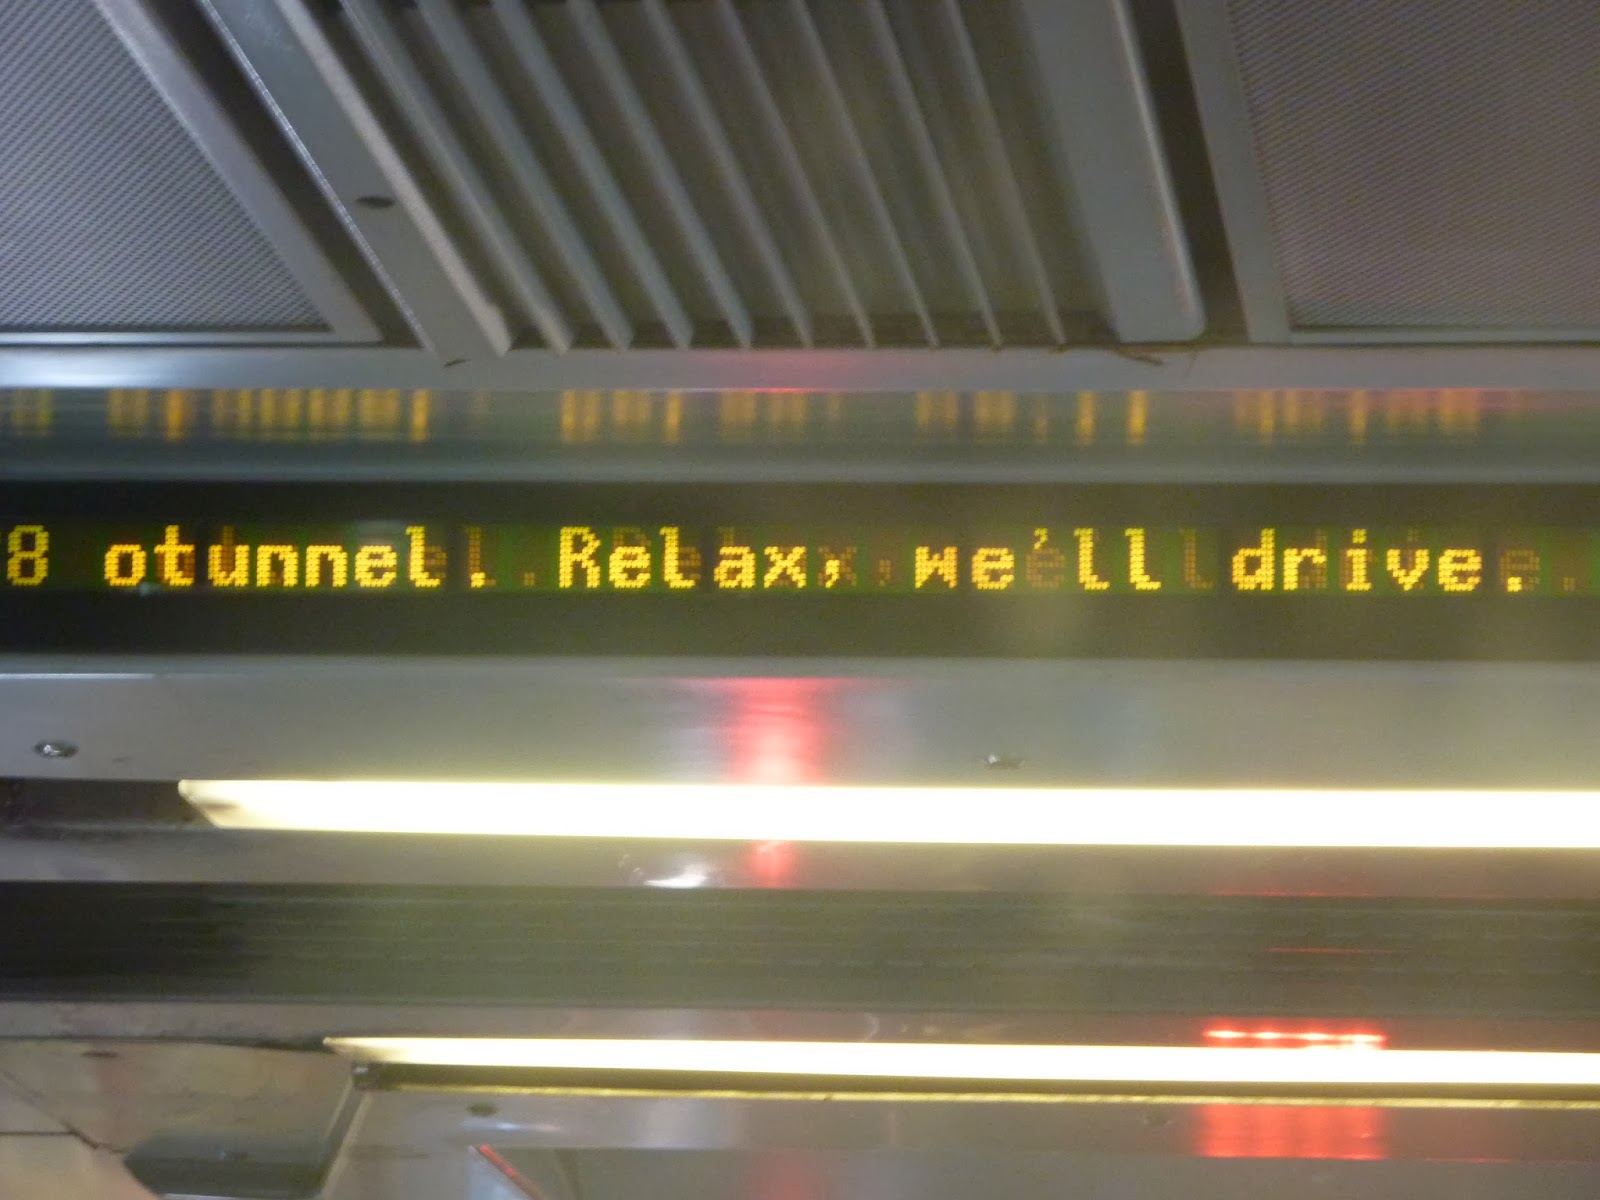 8 otunnel. Relax, we'll drive.